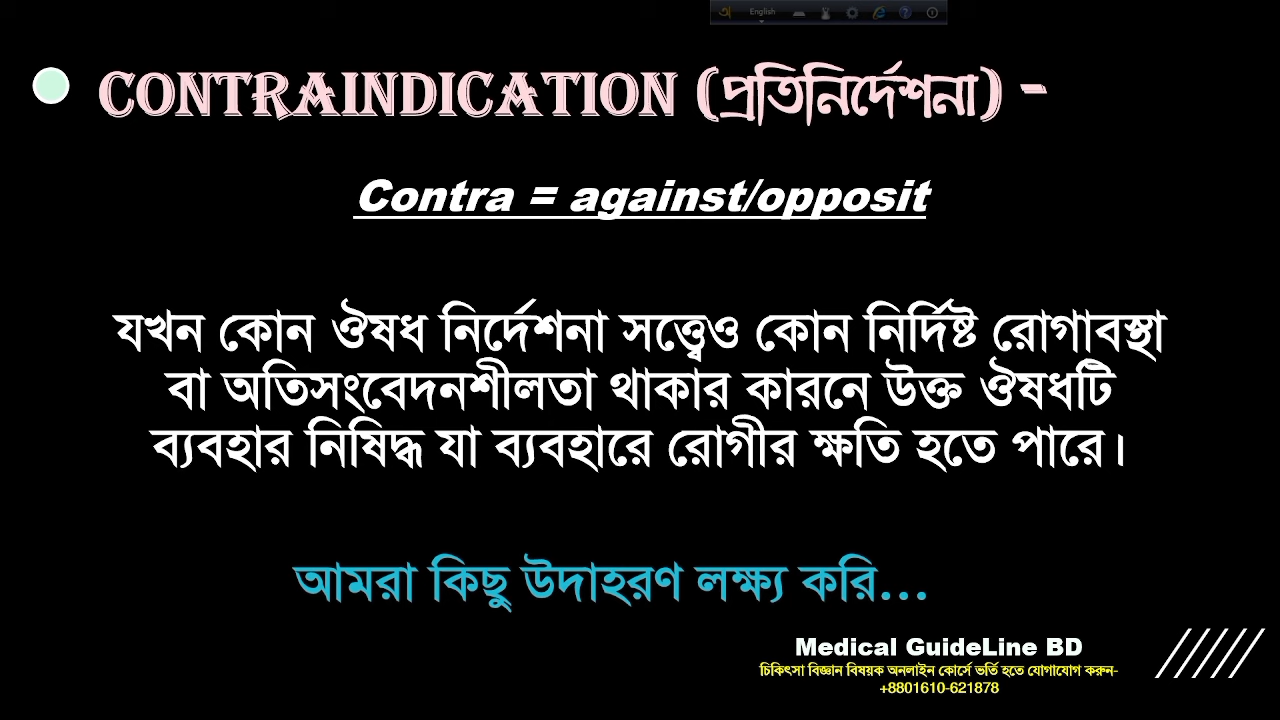 English
CONTRAINDICATION (প্রতিনির্দেশনা) -
Contra = against/opposit
যখন কোন ঔষধ নির্দেশনা সত্ত্বেও কোন নির্দিষ্ট রোগাবস্থা
বা অতিসংবেদনশীলতা থাকার কারনে উক্ত ঔষধটি
ব্যবহার নিষিদ্ধ যা ব্যবহারে রোগীর ক্ষতি হতে পারে।
আমরা কিছু উদাহরণ লক্ষ্য করি...
Medical GuideLine BD
চিকিৎসা বিজ্ঞান বিষয়ক অনলাইন কোর্সে ভর্তি হতে যোগাযোগ করুন-
+8801610-621878